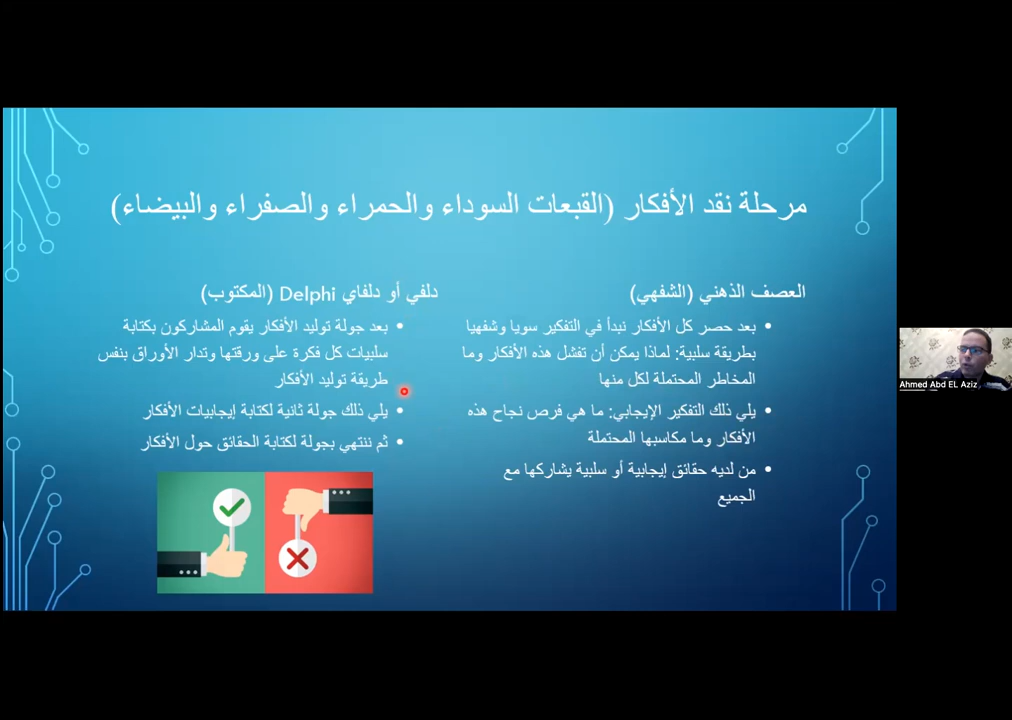 مرحلة نقد الأفكار (القبعات السوداء والحمراء والصفراء والبيضاء)
العصف الذهني (الشفهي)
بعد حصر كل الأفكار نبدأ في التفكير سويا وشفهيا
بطريقة سلبية: لماذا يمكن أن تفشل هذه الأفكار وما
المخاطر المحتملة لكل منها
يلي ذلك التفكير الإيجابي: ما هي فرص نجاح هذه
الأفكار وما مكاسبها المحتملة
من لديه حقائق إيجابية أو سلبية يشاركها مع
الجميع
دلفي أو دلفاي Delphi (المكتوب)
بعد جولة توليد الأفكار يقوم المشاركون بكتابة
سلبيات كل فكرة على ورقتها وتدار الأوراق بنفس
طريقة توليد الأفكار
يلي ذلك جولة ثانية لكتابة إيجابيات الأفكار
ثم ننتهي بجولة لكتابة الحقائق حول الأفكار
Ahmed Abd EL Aziz